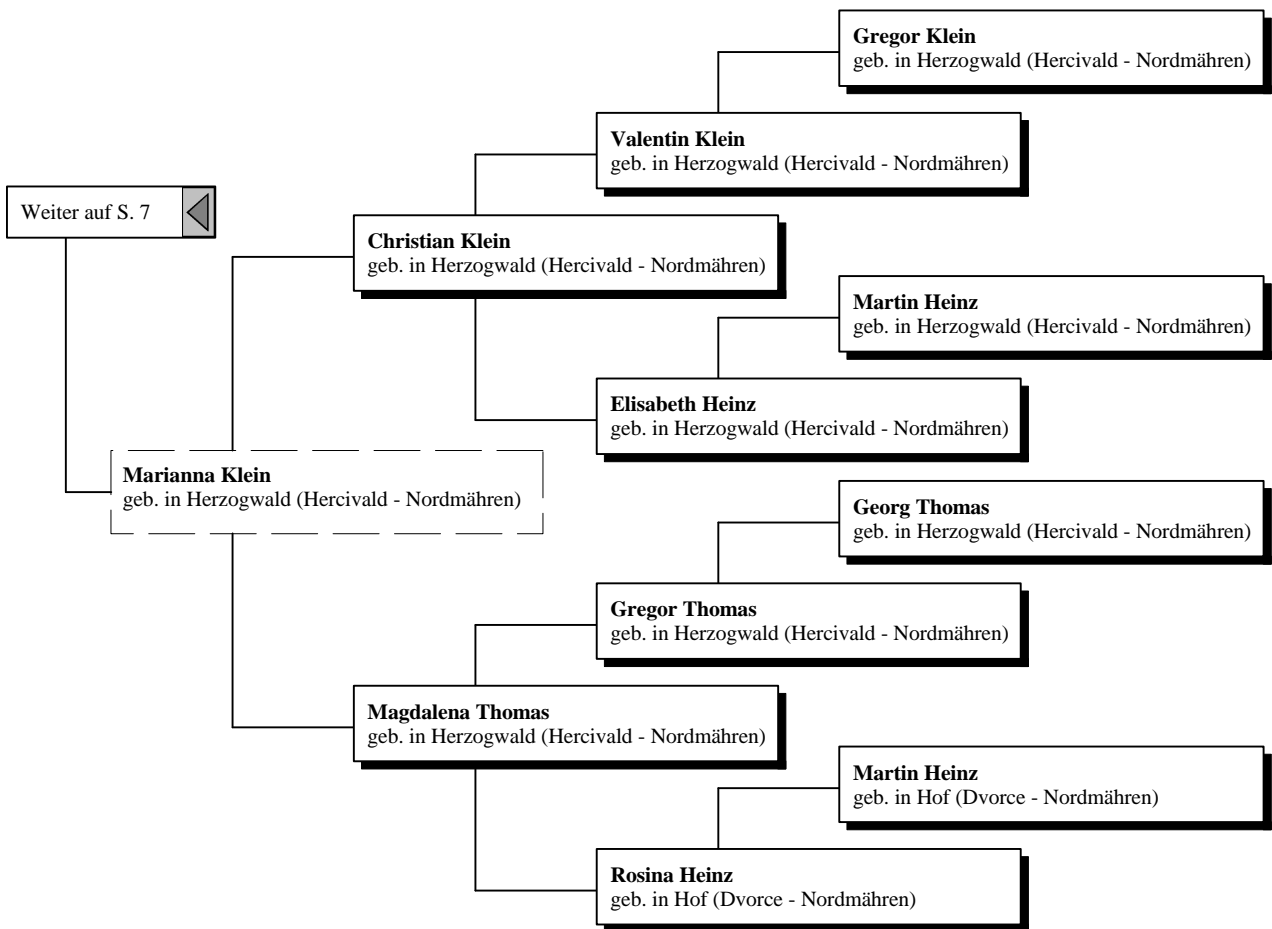 Gregor Klein
geb. in Herzogwald (Hercivald - Nordmähren)
Valentin Klein
geb. in Herzogwald (Hercivald - Nordmähren)
Weiter auf S. 7
Christian Klein
geb. in Herzogwald (Hercivald - Nordmähren)
Martin Heinz
geb. in Herzogwald (Hercivald - Nordmähren)
Elisabeth Heinz
geb. in Herzogwald (Hercivald - Nordmähren)
Marianna Klein
geb. in Herzogwald (Hercivald - Nordmähren)
Georg Thomas
geb. in Herzogwald (Hercivald - Nordmähren)
Gregor Thomas
geb. in Herzogwald (Hercivald - Nordmähren)
Magdalena Thomas
geb. in Herzogwald (Hercivald - Nordmähren)
Martin Heinz
geb. in Hof (Dvorce - Nordmähren)
Rosina Heinz
geb. in Hof (Dvorce - Nordmähren)